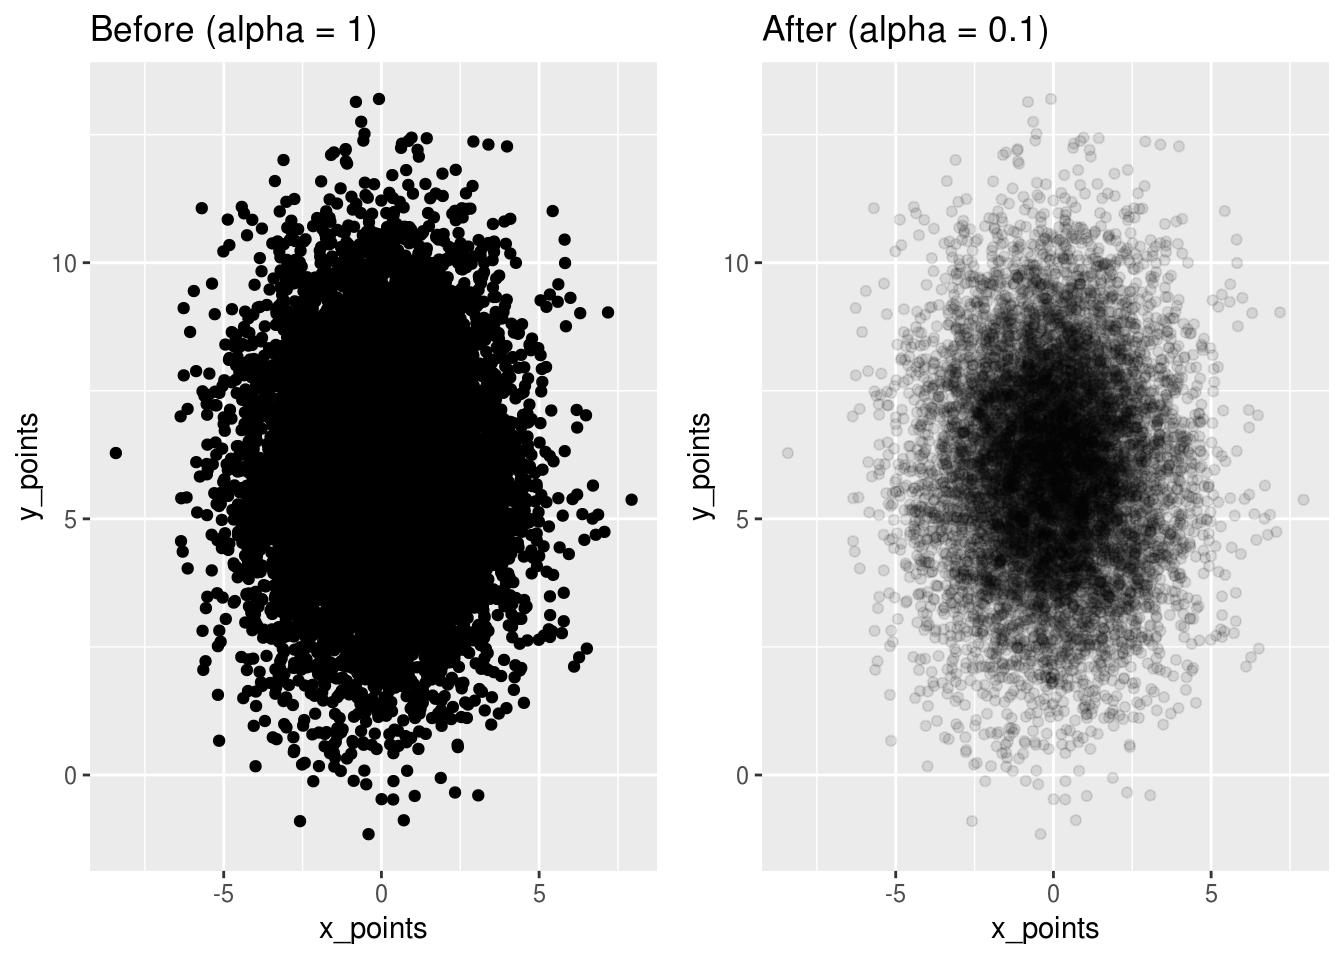 Before (alpha = 1)
y_points
10
5
0
-5 0 5
x_points
After (alpha = 0.1)
y_points
10
5
0
-5 0 5
x_points